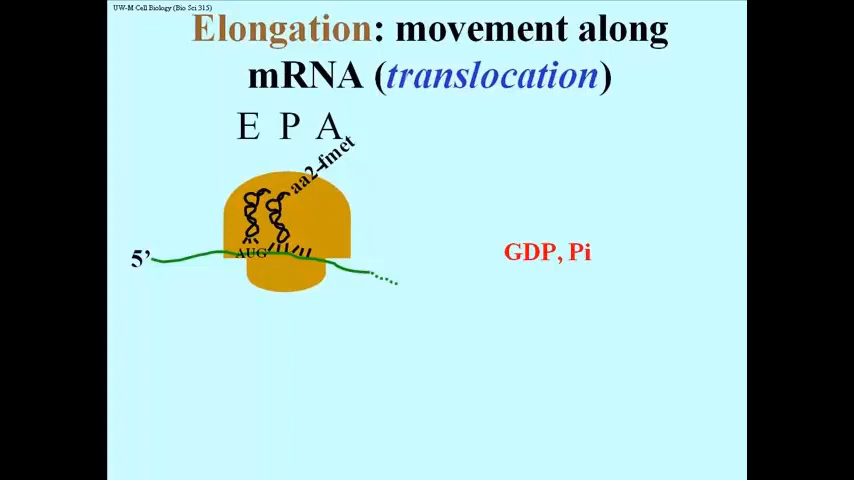 UW-M Cell Biology (Bio Sci 315)
Elongation: movement along
mRNA (translocation)
E P A
aa2-fmet
AUG
5’
GDP, Pi